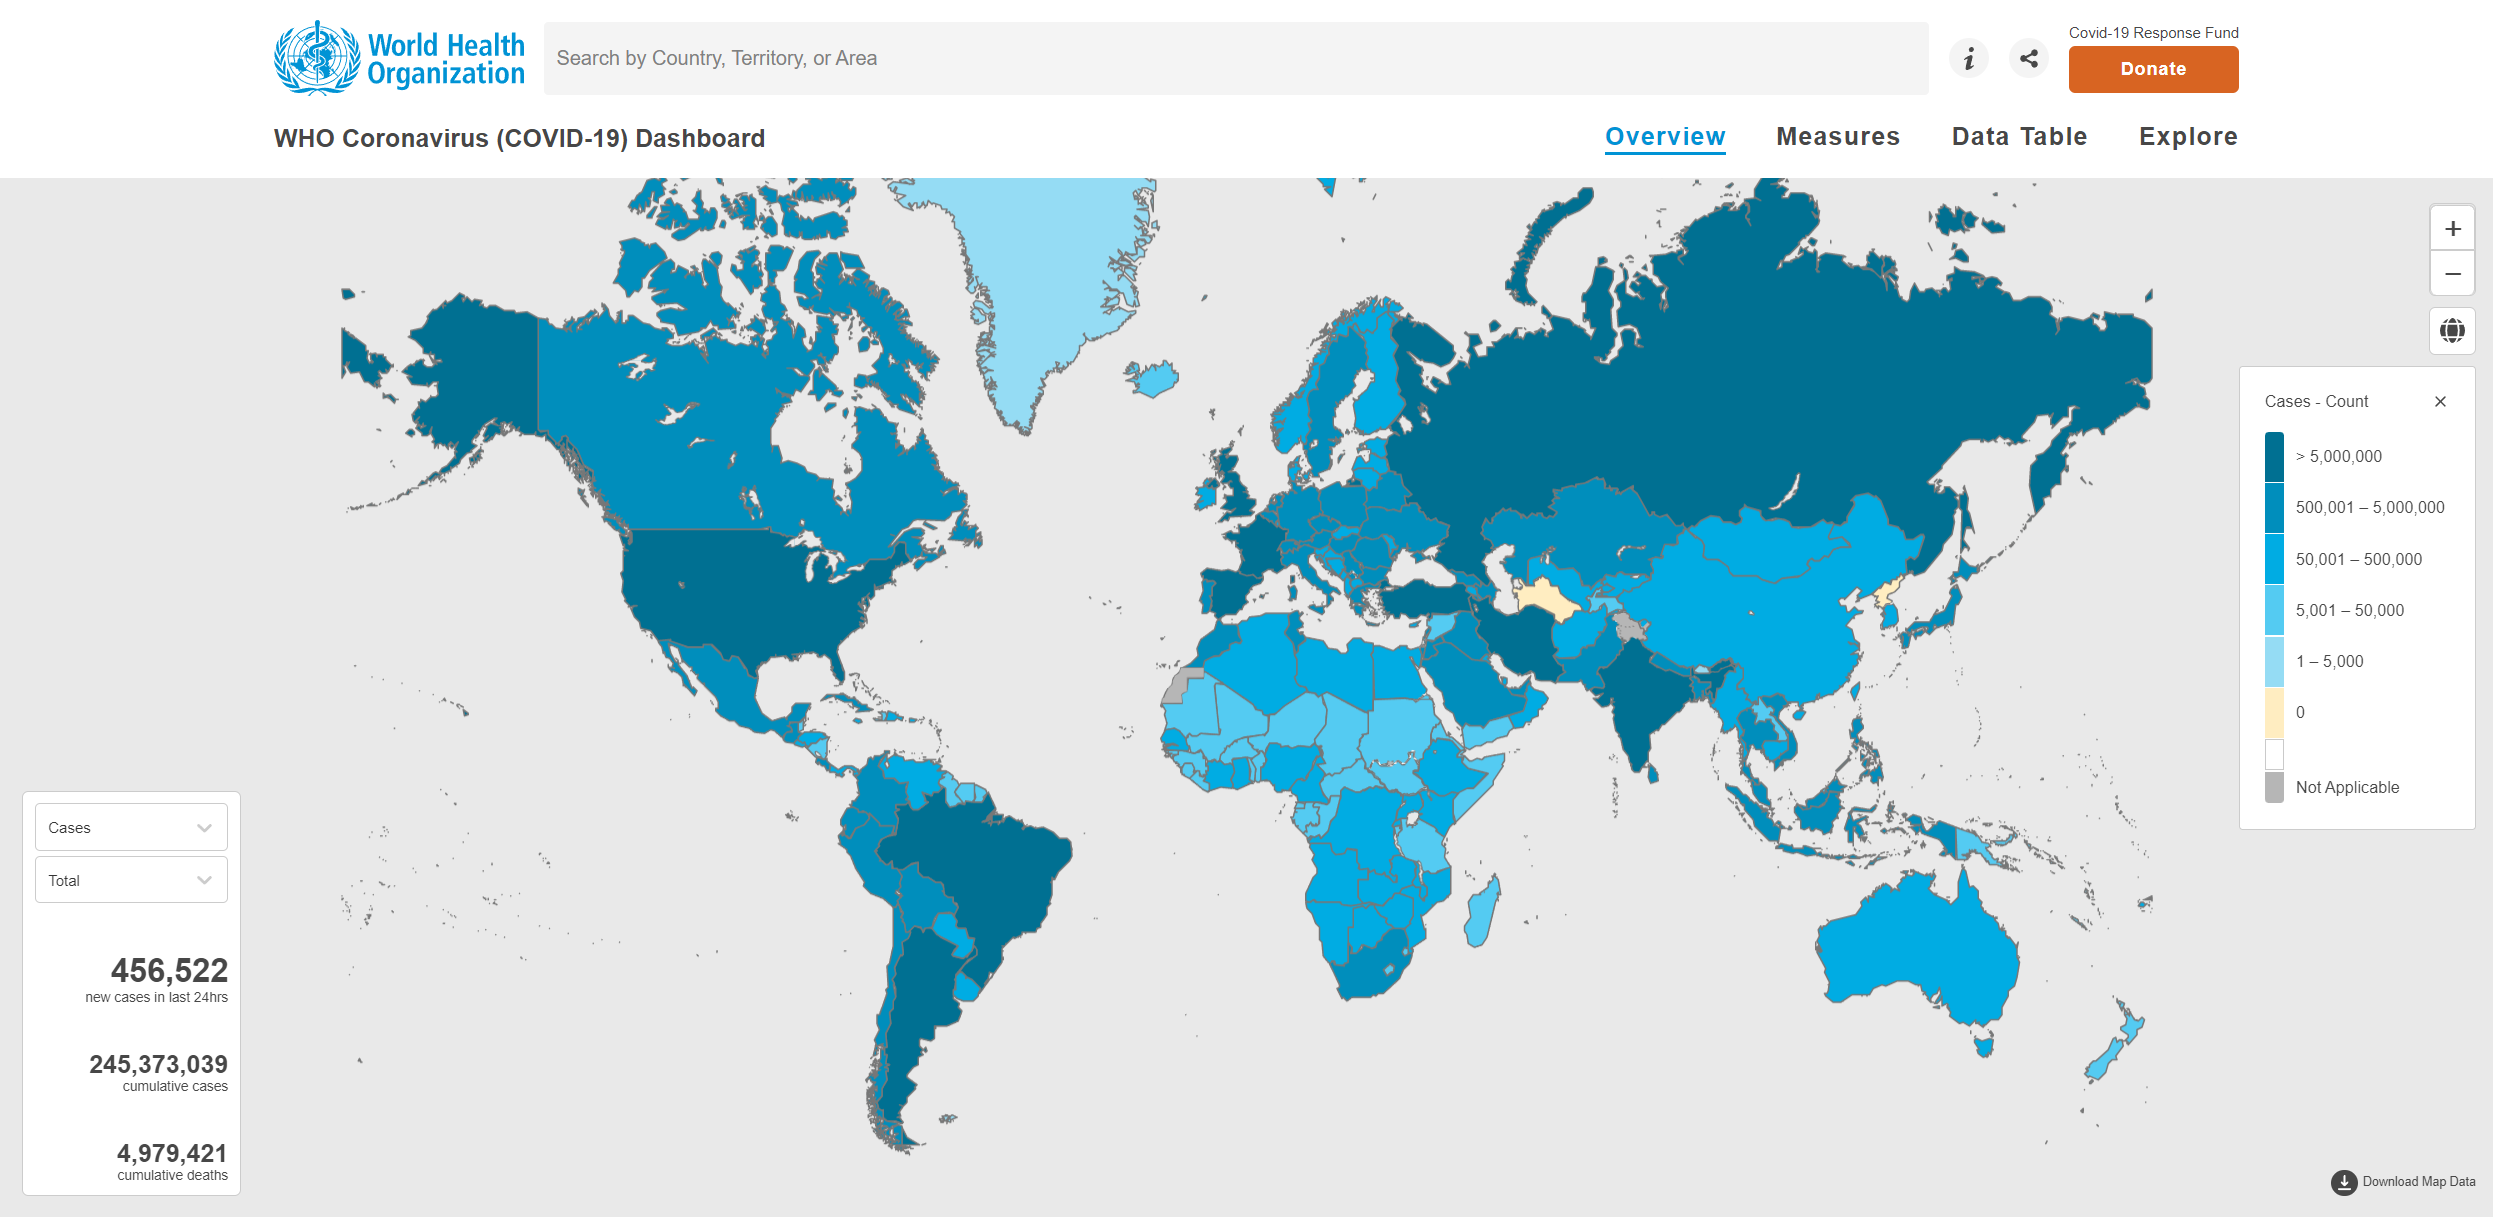 World Health
Organization
Search by Country, Territory, or Area
i
Covid-19 Response Fund
Donate
WHO Coronavirus (COVID-19) Dashboard
Overview
Measures
Data Table
Explore
+
−
Cases - Count
×
> 5,000,000
500,001 – 5,000,000
50,001 – 500,000
5,001 – 50,000
1 – 5,000
0
Not Applicable
Cases
Total
456,522
new cases in last 24hrs
245,373,039
cumulative cases
4,979,421
cumulative deaths
Download Map Data